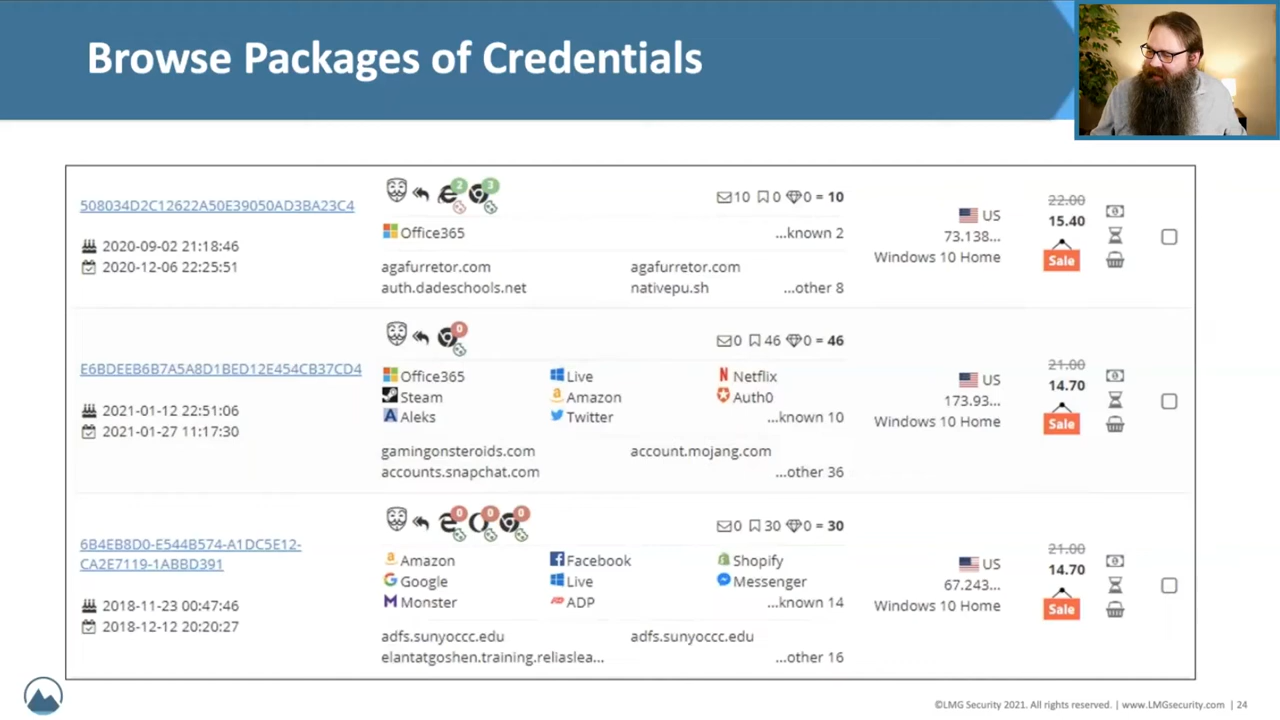 Browse Packages of Credentials
508034D2C12622A50E39050AD3BA23C4
2020-09-02 21:18:46
2020-12-06 22:25:51
2 3
10 0 0 = 10
Office365 ...known 2
agafurretor.com agafurretor.com
auth.dadeschools.net nativepu.sh ...other 8
US
73.138...
Windows 10 Home
22.00
15.40
Sale
E6BDEEB6B7A5A8D1BED12E454CB37CD4
2021-01-12 22:51:06
2021-01-27 11:17:30
0
0 46 0 = 46
Office365 Live Netflix
Steam Amazon Auth0
Aleks Twitter ...known 10
gamingonsteroids.com account.mojang.com
accounts.snapchat.com ...other 36
US
173.93...
Windows 10 Home
21.00
14.70
Sale
6B4EB8D0-E544B574-A1DC5E12-
CA2E7119-1ABBD391
2018-11-23 00:47:46
2018-12-12 20:20:27
0 0 0
0 30 0 = 30
Amazon Facebook Shopify
Google Live Messenger
Monster ADP ...known 14
adfs.sunyoccc.edu adfs.sunyoccc.edu
elantatgoshen.training.reliaslea... ...other 16
US
67.243...
Windows 10 Home
21.00
14.70
Sale
©LMG Security 2021. All rights reserved. | www.LMGsecurity.com | 24